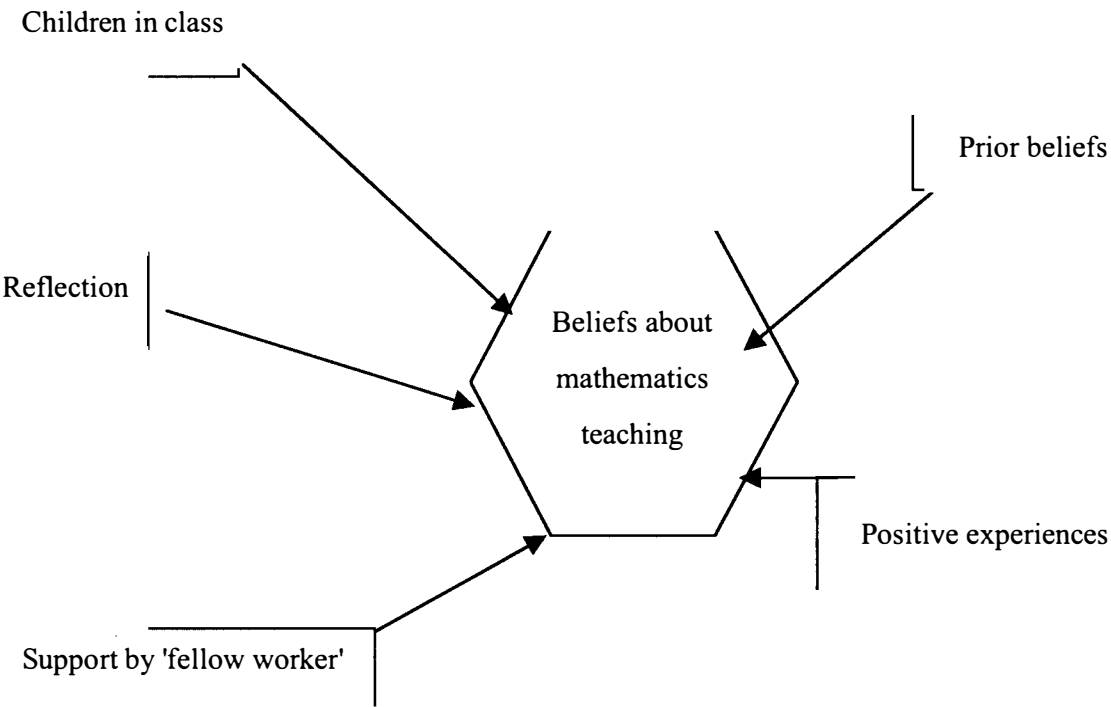 Children in class
Prior beliefs
Reflection
Beliefs about
mathematics
teaching
Positive experiences
Support by 'fellow worker'